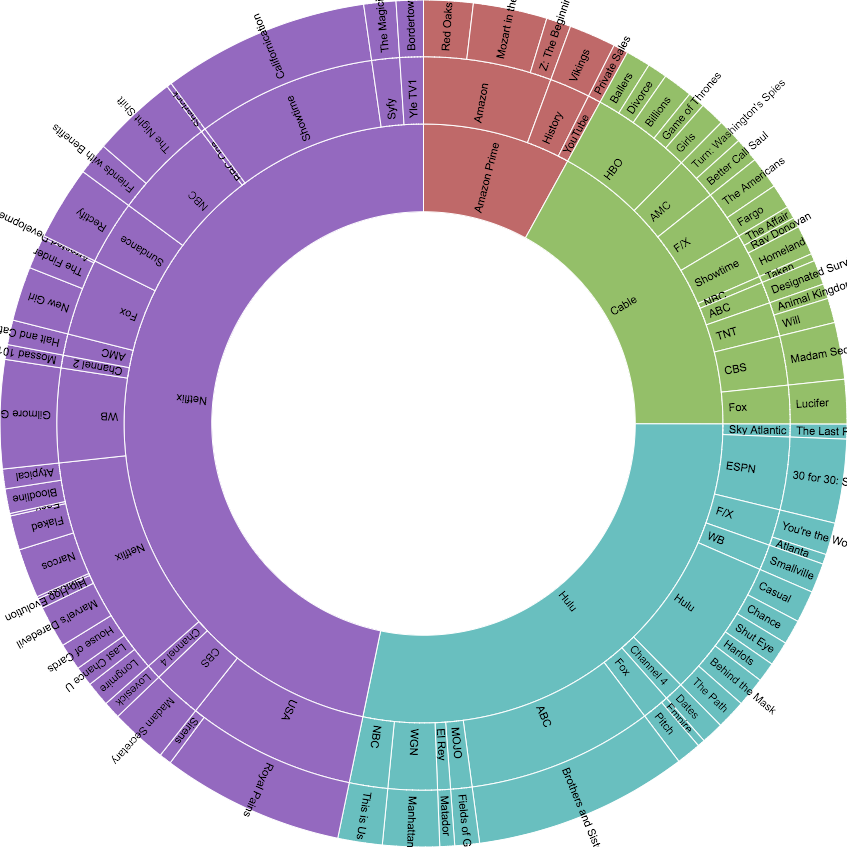 Amazon Prime
Amazon
Red Oaks
Mozart in the
Z: The Beginnin
History
Vikings
YouTube
Private Sales
Cable
HBO
Ballers
Divorce
Billions
Game of Thrones
Girls
AMC
Turn: Washington's Spies
Better Call Saul
F/X
The Americans
Fargo
Showtime
The Affair
Ray Donovan
Homeland
NBC
Taken
ABC
Designated Surv
TNT
Animal Kingdom
Will
CBS
Madam Sec
Fox
Lucifer
Hulu
Sky Atlantic
The Last P
ESPN
30 for 30: S
F/X
You're the Wo
Atlanta
WB
Smallville
Hulu
Casual
Chance
Shut Eye
Harlots
Behind the Mask
The Path
Channel 4
Dates
Fox
Pitch
ABC
Brothers and Sist
MOJO
Fields of G
El Rey
Matador
WGN
Manhattan
NBC
This is Us
Netflix
USA
Royal Pains
Sirens
CBS
Madam Secretary
Channel 4
Lovesick
Netflix
Longmire
Last Chance U
House of Cards
Marvel's Daredevil
Evolution
Narcos
Flaked
Bloodline
Atypical
WB
Gilmore G
Channel 2
Mossad 101
AMC
Halt and Cat
Fox
New Girl
The Finder
Developme
Sundance
Rectify
NBC
Friends with Benefits
The Night Shift
Showtime
Californication
Syfy
The Magici
Yle TV1
Bordertow